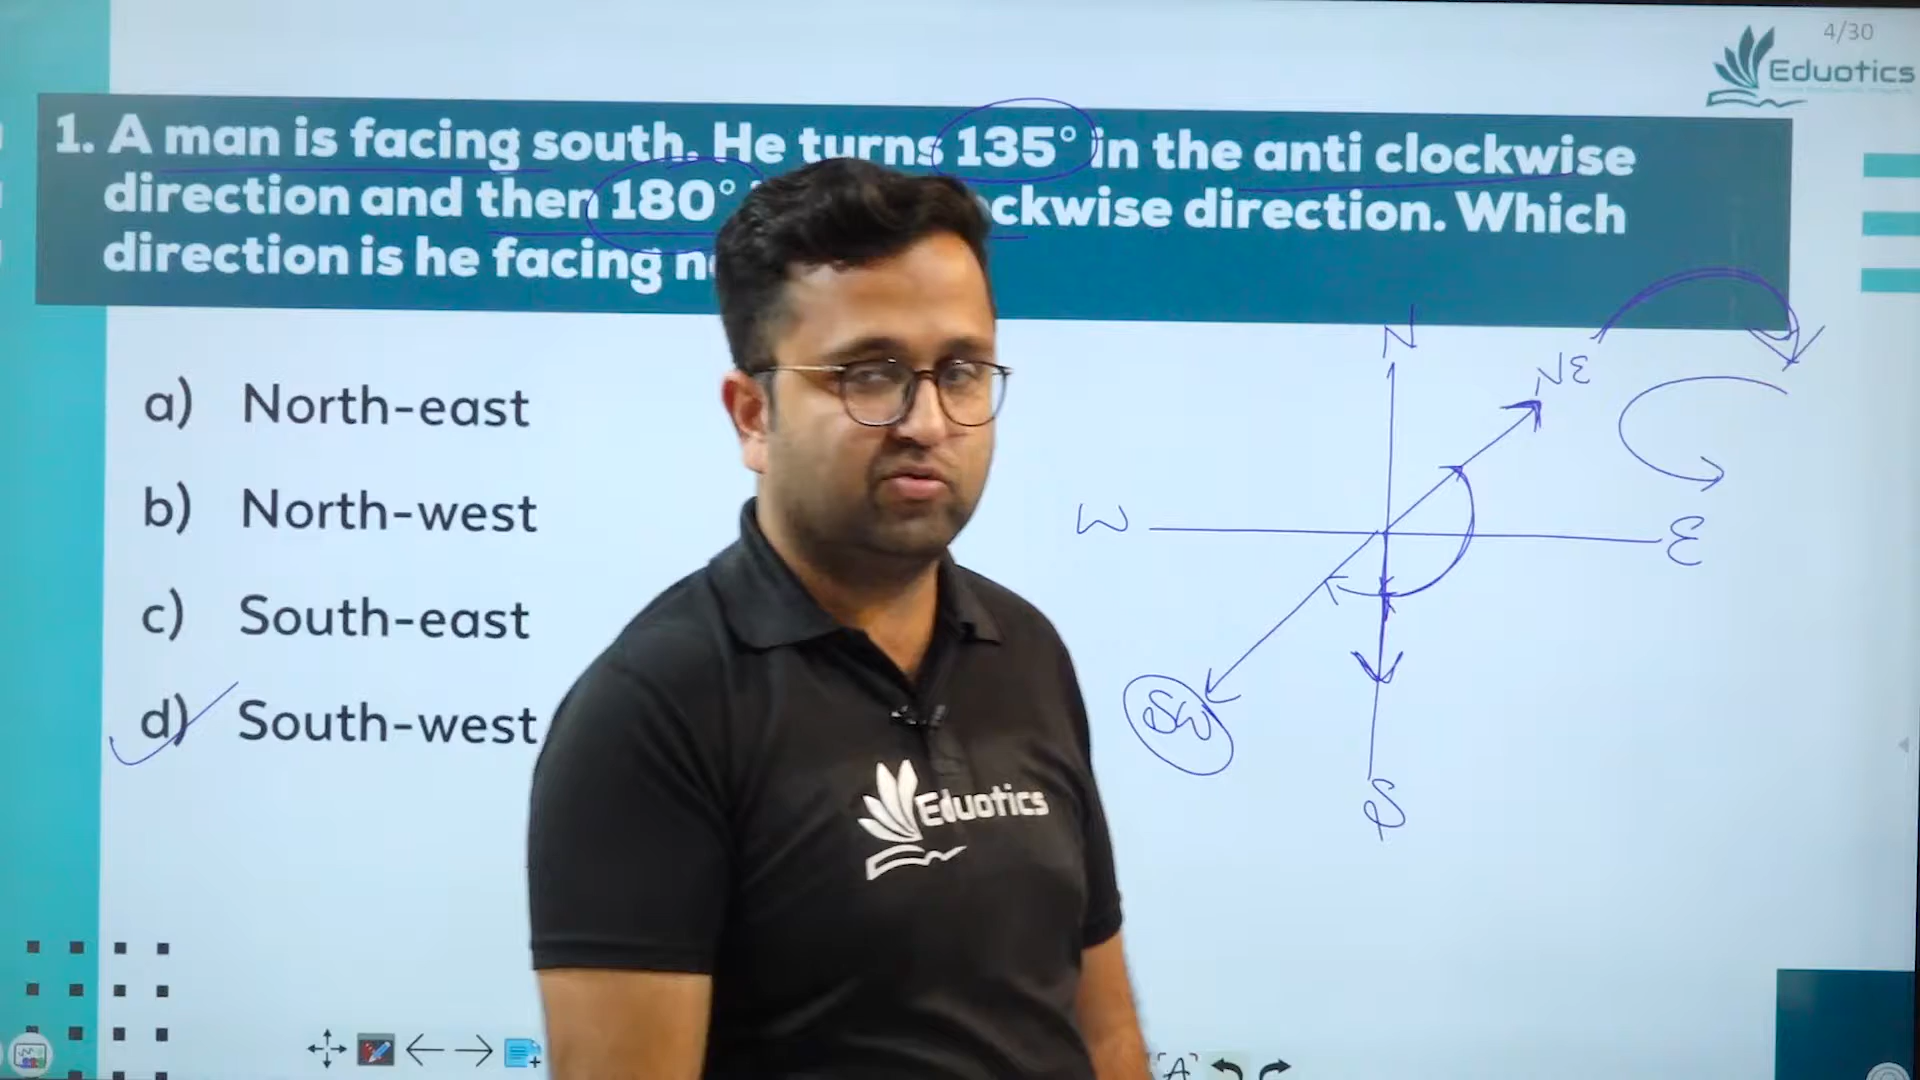 4/30
Eduotics
1. A man is facing south. He turns 135° in the anti clockwise
direction and then 180° ckwise direction. Which
direction is he facing n
N
NE
a) North-east
b) North-west
W
E
c) South-east
d) South-west
SW
S
Eduotics
A